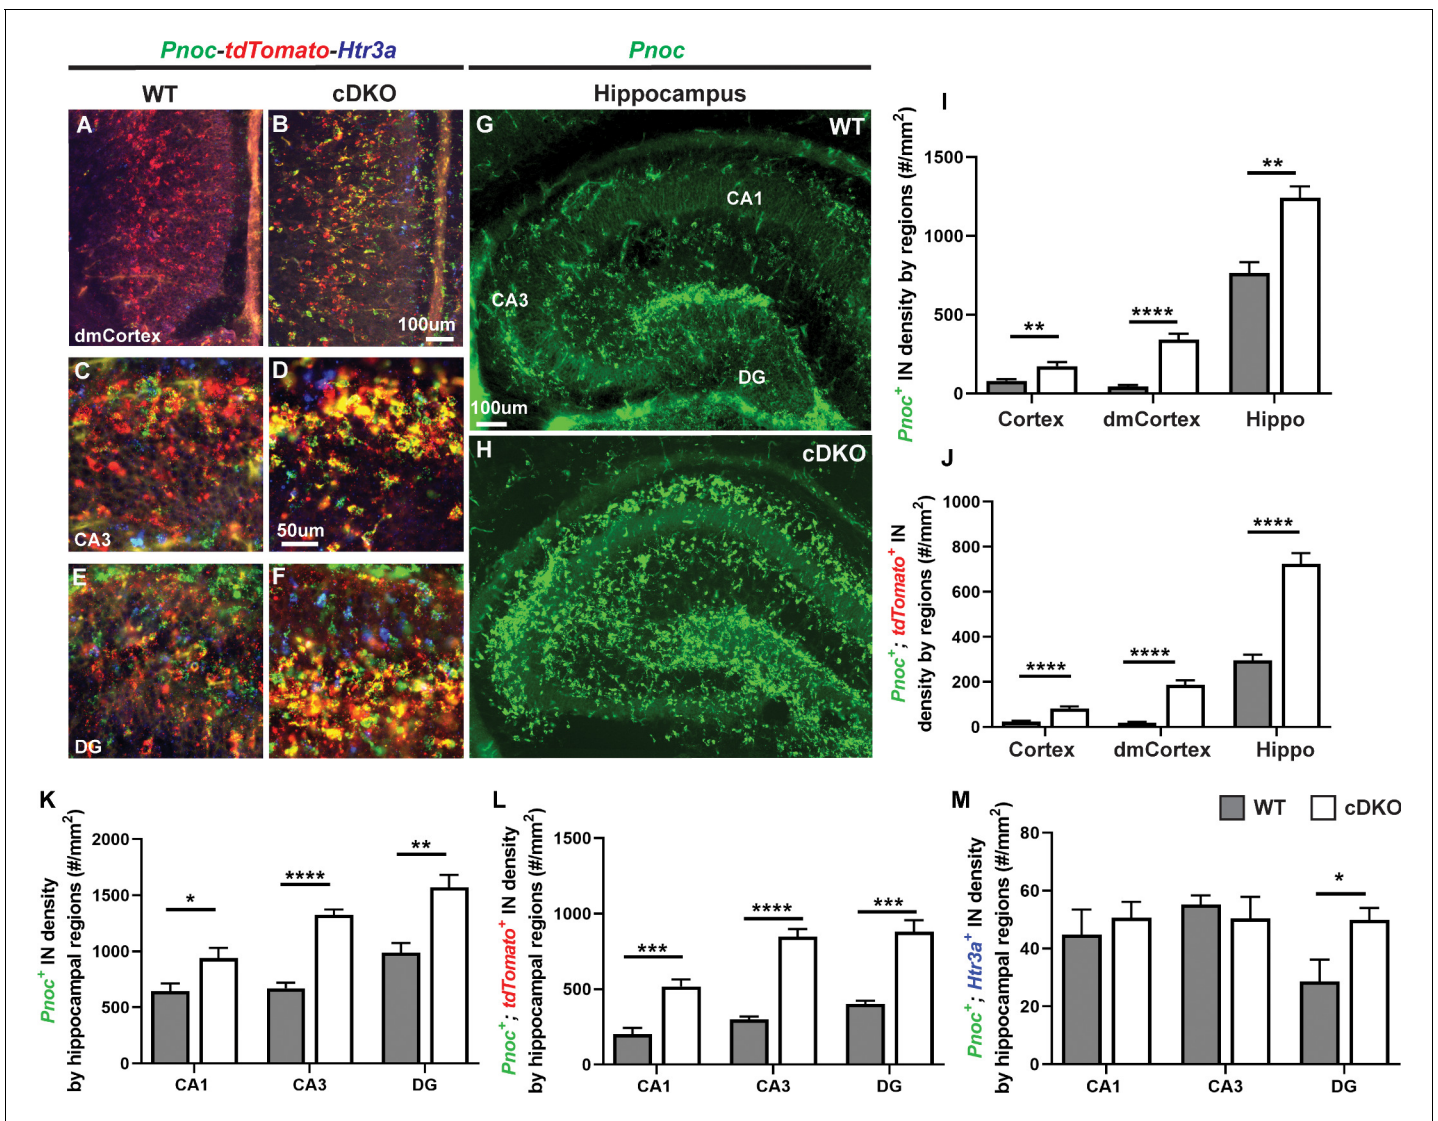 Pnoc-tdTomato-Htr3a
Pnoc
WT
cDKO
Hippocampus
A
B
dmCortex
100um
C
D
CA3
50um
E
F
DG
G
WT
CA1
CA3
DG
100um
H
cDKO
I
Pnoc+ IN density by regions (#/mm2)
1500
1000
500
0
**
****
**
Cortex
dmCortex
Hippo
J
Pnoc+; tdTomato+ IN
density by regions (#/mm2)
1000
800
600
400
200
0
****
****
****
Cortex
dmCortex
Hippo
K
Pnoc+ IN density
by hippocampal regions (#/mm2)
2000
1500
1000
500
0
*
****
**
CA1
CA3
DG
L
Pnoc+; tdTomato+ IN density
by hippocampal regions (#/mm2)
1500
1000
500
0
***
****
***
CA1
CA3
DG
M
WT
cDKO
Pnoc+; Htr3a+ IN density
by hippocampal regions (#/mm2)
80
60
40
20
0
*
CA1
CA3
DG